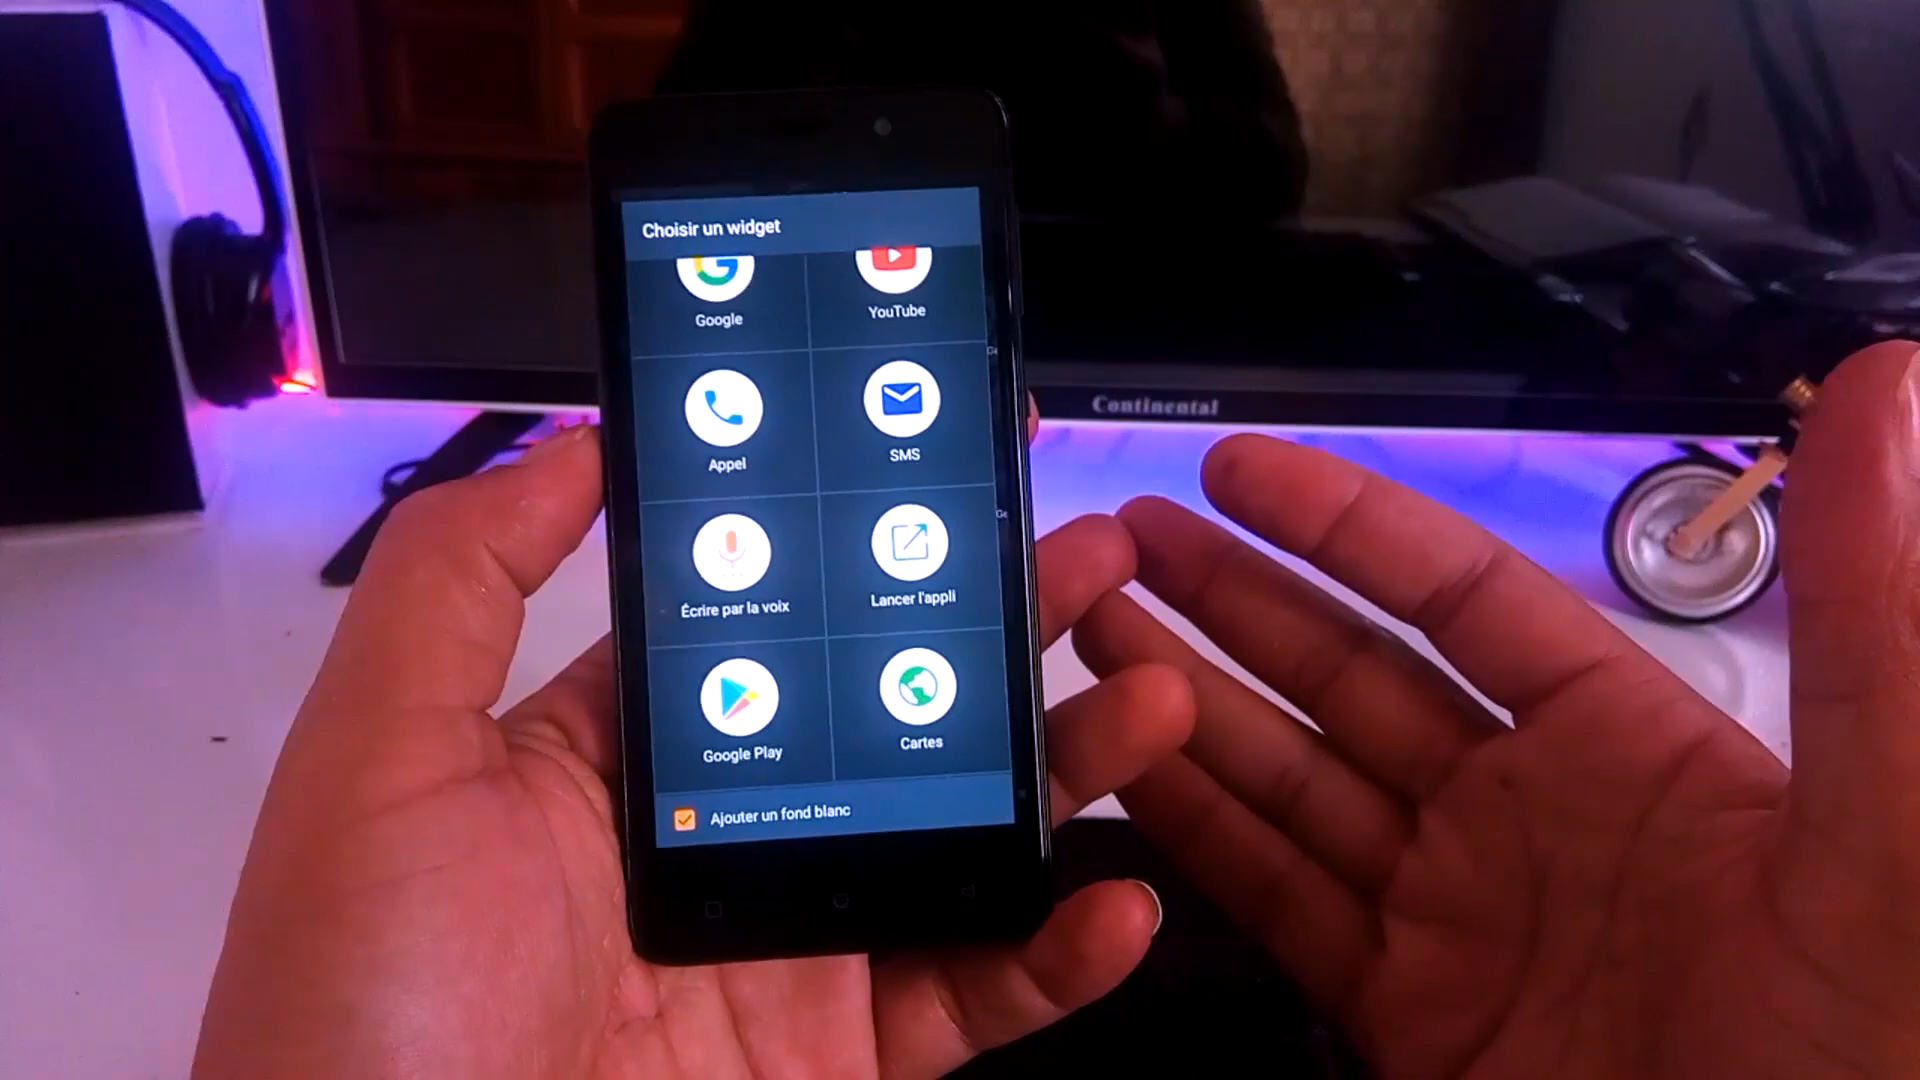 Choisir un widget
Google
YouTube
Appel
SMS
Écrire par la voix
Lancer l'appli
Google Play
Cartes
Ajouter un fond blanc
Continental